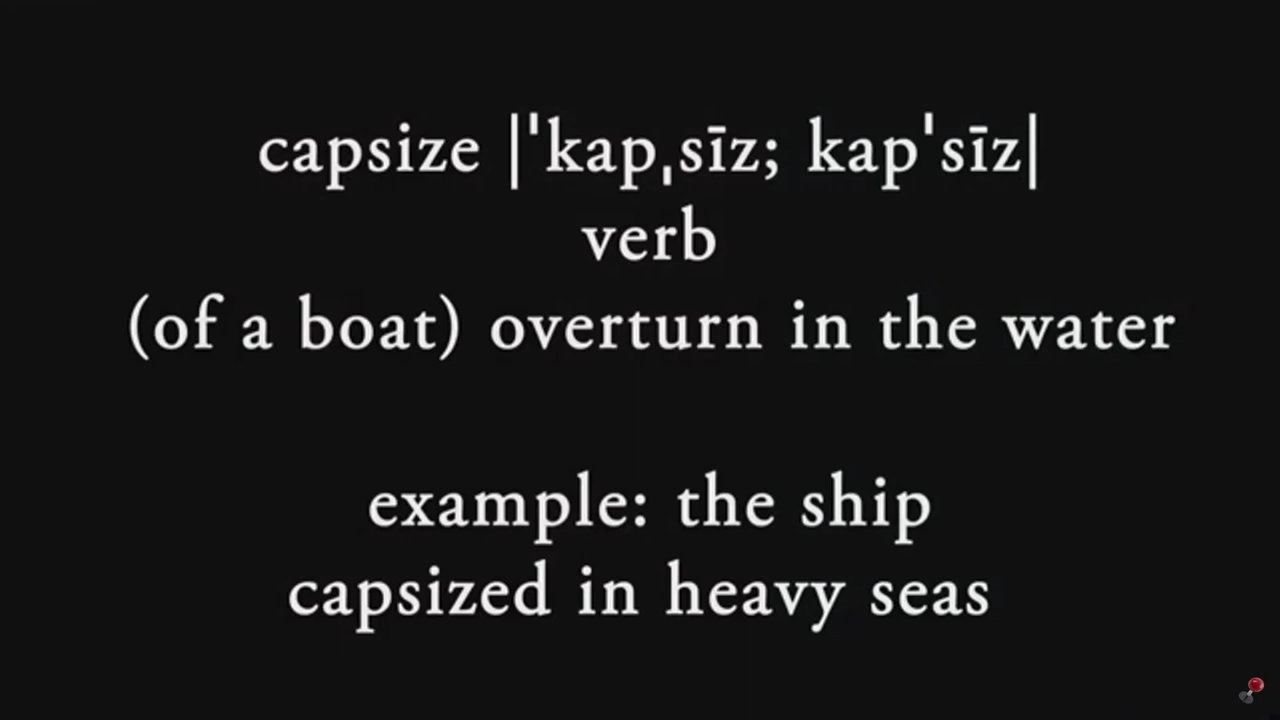 capsize |ˈkapˌsīz; kapˈsīz|
verb
(of a boat) overturn in the water
example: the ship
capsized in heavy seas